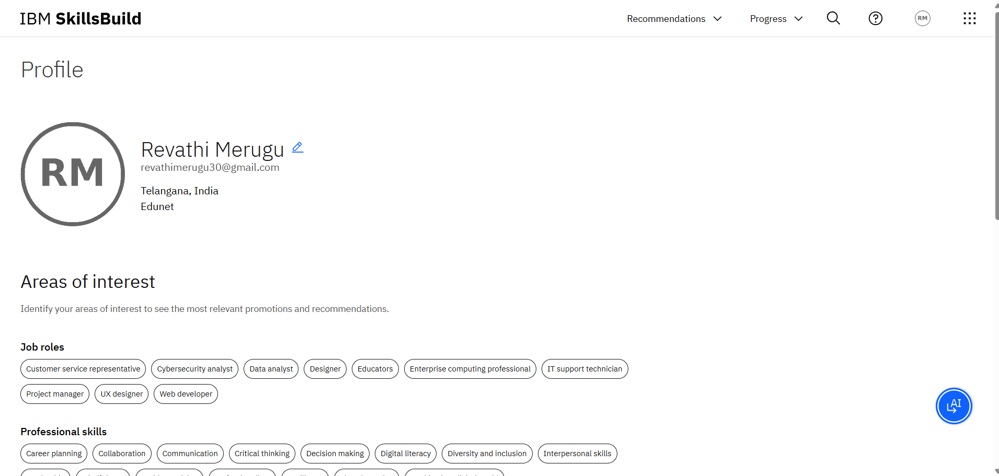 IBM SkillsBuild
Recommendations
Progress
RM
Profile
RM
Revathi Merugu
revathimerugu30@gmail.com
Telangana, India
Edunet
Areas of interest
Identify your areas of interest to see the most relevant promotions and recommendations.
Job roles
Customer service representative Cybersecurity analyst Data analyst Designer Educators Enterprise computing professional IT support technician
Project manager UX designer Web developer
AI
Professional skills
Career planning Collaboration Communication Critical thinking Decision making Digital literacy Diversity and inclusion Interpersonal skills